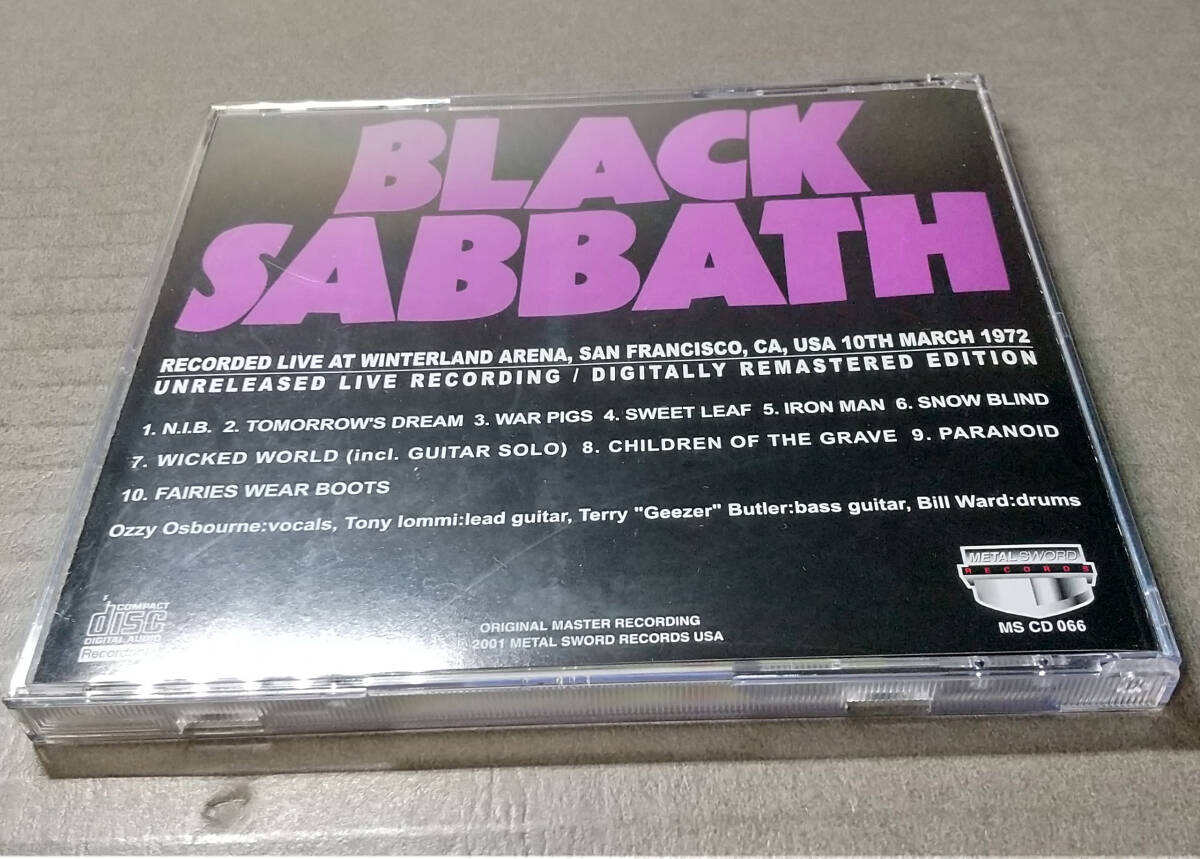 BLACK
SABBATH
RECORDED LIVE AT WINTERLAND ARENA, SAN FRANCISCO, CA, USA 10TH MARCH 1972
UNRELEASED LIVE RECORDING / DIGITALLY REMASTERED EDITION
1. N.I.B. 2. TOMORROW'S DREAM 3. WAR PIGS 4. SWEET LEAF 5. IRON MAN 6. SNOW BLIND
7. WICKED WORLD (incl. GUITAR SOLO) 8. CHILDREN OF THE GRAVE 9. PARANOID
10. FAIRIES WEAR BOOTS
Ozzy Osbourne:vocals, Tony Iommi:lead guitar, Terry "Geezer" Butler:bass guitar, Bill Ward:drums
METAL SWORD
RECORDS
MS CD 066
ORIGINAL MASTER RECORDING
2001 METAL SWORD RECORDS USA
COMPACT
disc
DIGITAL AUDIO